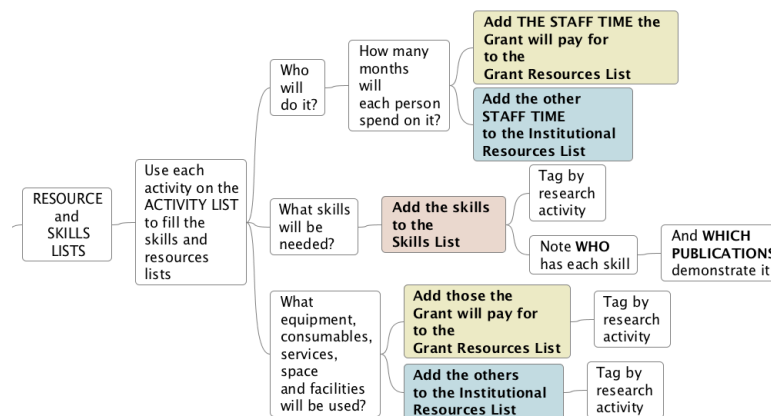 RESOURCE
and
SKILLS
LISTS
Use each
activity on the
ACTIVITY LIST
to fill the
skills and
resources
lists
Who
will
do it?
How many
months
will
each person
spend on it?
Add THE STAFF TIME the
Grant will pay for
to the
Grant Resources List
Add the other
STAFF TIME
to the Institutional
Resources List
What skills
will be
needed?
Add the skills
to the
Skills List
Tag by
research
activity
Note WHO
has each skill
And WHICH
PUBLICATIONS
demonstrate it
What
equipment,
consumables,
services,
space
and facilities
will be used?
Add those the
Grant will pay for
to the
Grant Resources List
Tag by
research
activity
Add the others
to the Institutional
Resources List
Tag by
research
activity